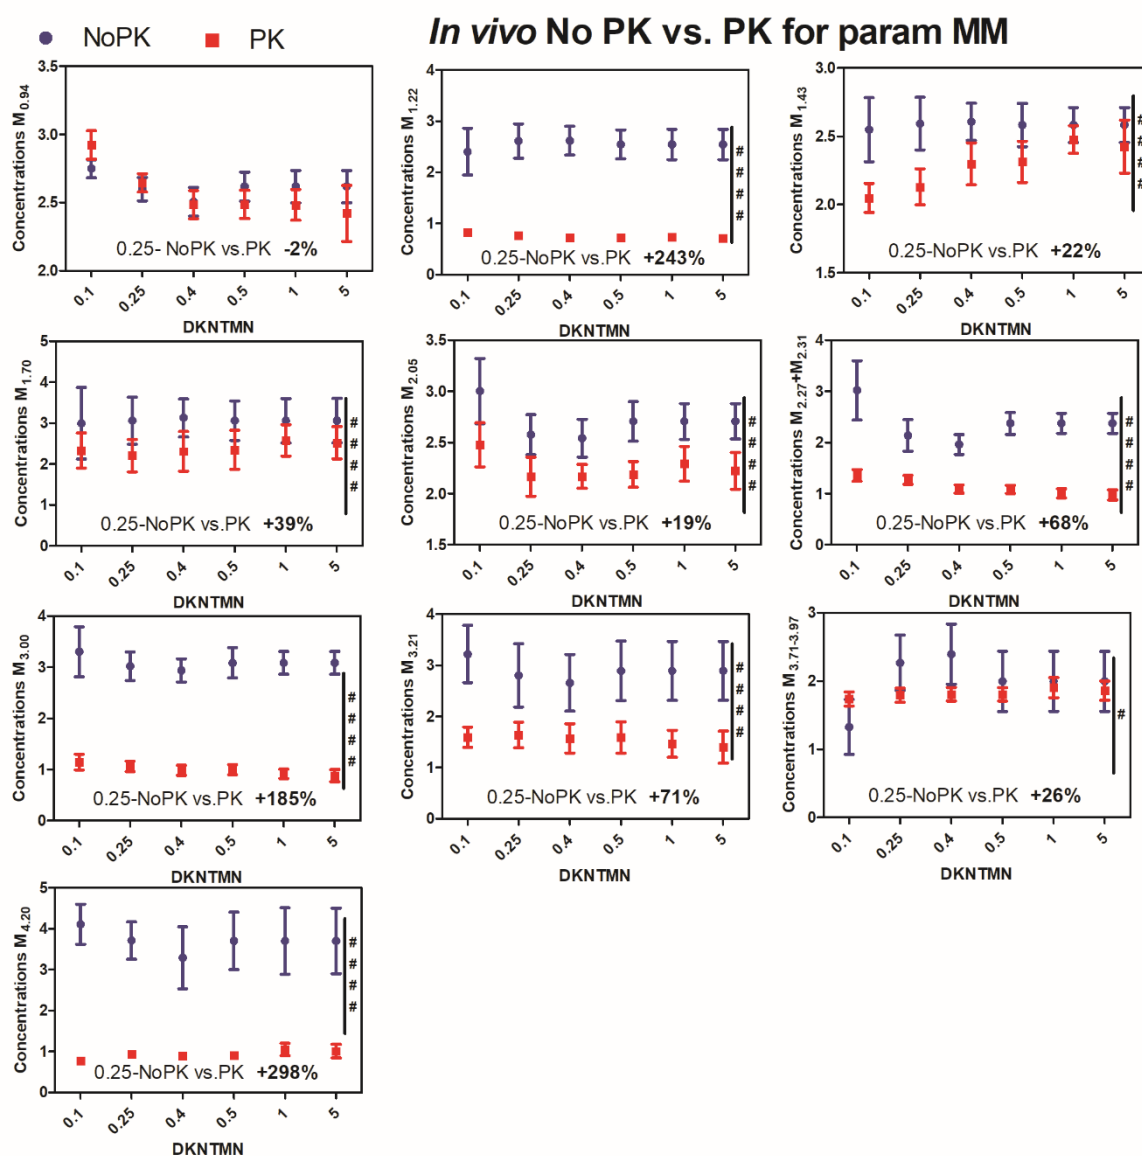 NoPK PK
In vivo No PK vs. PK for param MM
Concentrations M0.94
3.5
3.0
2.5
2.0
0.25- NoPK vs.PK -2%
0.1 0.25 0.4 0.5 1 5
DKNTMN
Concentrations M1.22
4
3
2
1
0
# # # #
0.25-NoPK vs.PK +243%
0.1 0.25 0.4 0.5 1 5
DKNTMN
Concentrations M1.43
3.0
2.5
2.0
1.5
# # # #
0.25-NoPK vs.PK +22%
0.1 0.25 0.4 0.5 1 5
DKNTMN
Concentrations M1.70
5
4
3
2
1
0
# # # #
0.25-NoPK vs.PK +39%
0.1 0.25 0.4 0.5 1 5
DKNTMN
Concentrations M2.05
3.5
3.0
2.5
2.0
1.5
# # # #
0.25-NoPK vs.PK +19%
0.1 0.25 0.4 0.5 1 5
DKNTMN
Concentrations M2.27+M2.31
4
3
2
1
0
# # # #
0.25-NoPK vs.PK +68%
0.1 0.25 0.4 0.5 1 5
DKNTMN
Concentrations M3.00
4
3
2
1
0
# # # #
0.25-NoPK vs.PK +185%
0.1 0.25 0.4 0.5 1 5
DKNTMN
Concentrations M3.21
4
3
2
1
0
# # # #
0.25-NoPK vs.PK +71%
0.1 0.25 0.4 0.5 1 5
DKNTMN
Concentrations M3.71-3.97
3
2
1
0
#
0.25-NoPK vs.PK +26%
0.1 0.25 0.4 0.5 1 5
DKNTMN
Concentrations M4.20
5
4
3
2
1
0
# # # #
0.25-NoPK vs.PK +298%
0.1 0.25 0.4 0.5 1 5
DKNTMN